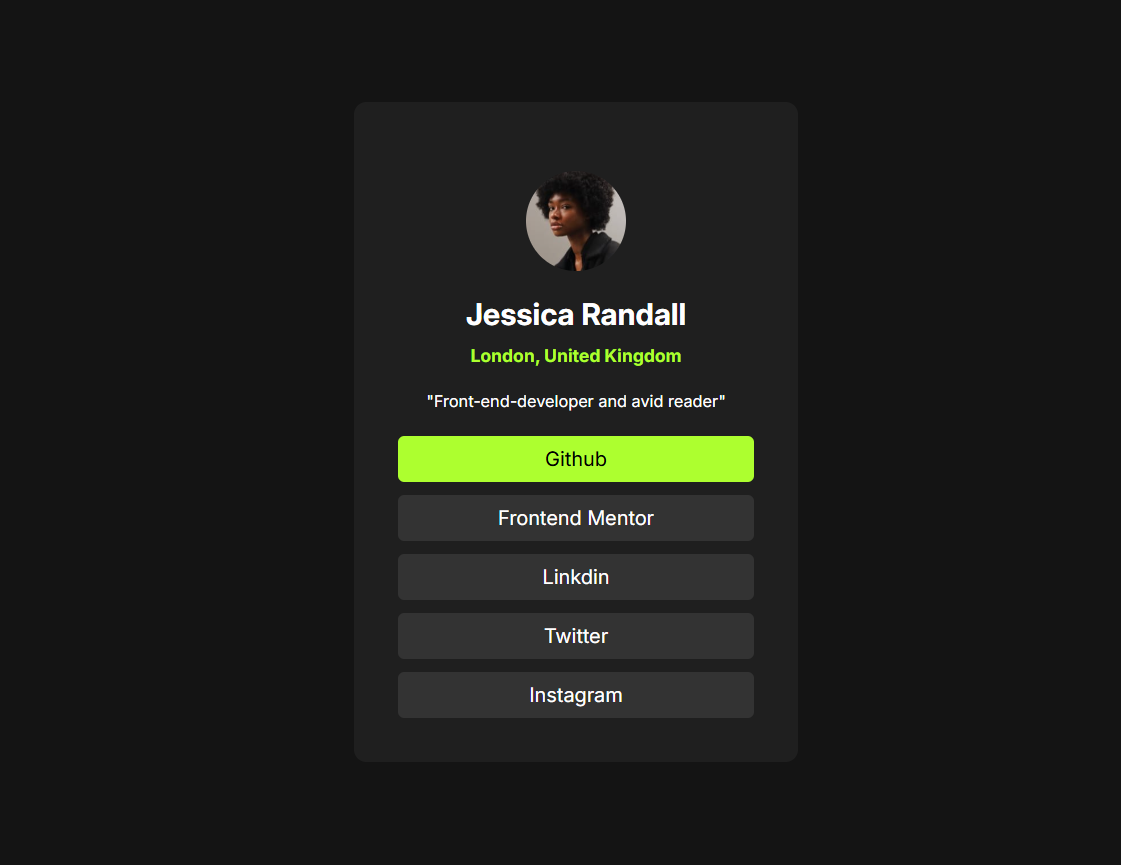 Jessica Randall
London, United Kingdom
"Front-end-developer and avid reader"
Github
Frontend Mentor
Linkdin
Twitter
Instagram